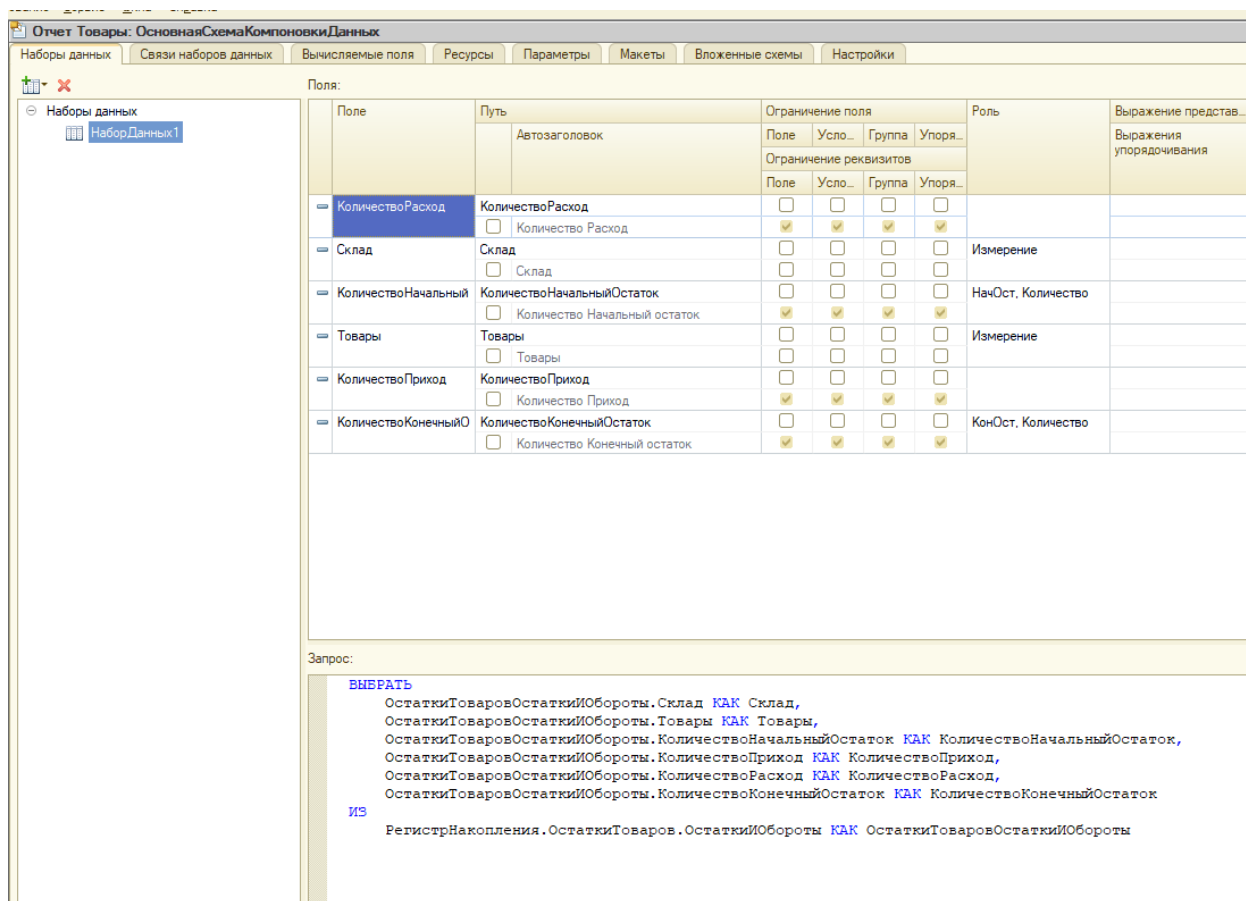 Отчет Товары: ОсновнаяСхемаКомпоновкиДанных
Наборы данных Связи наборов данных Вычисляемые поля Ресурсы Параметры Макеты Вложенные схемы Настройки
Поля:
Наборы данных
НаборДанных1
Поле Путь Ограничение поля Роль Выражение представ...
Автозаголовок Поле Усло... Группа Упоря... Выражения упорядочивания
Ограничение реквизитов
Поле Усло... Группа Упоря...
КоличествоРасход КоличествоРасход
Количество Расход
Склад Склад Измерение
Склад
КоличествоНачальный КоличествоНачальныйОстаток НачОст, Количество
Количество Начальный остаток
Товары Товары Измерение
Товары
КоличествоПриход КоличествоПриход
Количество Приход
КоличествоКонечныйО КоличествоКонечныйОстаток КонОст, Количество
Количество Конечный остаток
Запрос:
ВЫБРАТЬ
ОстаткиТоваровОстаткиИОбороты.Склад КАК Склад,
ОстаткиТоваровОстаткиИОбороты.Товары КАК Товары,
ОстаткиТоваровОстаткиИОбороты.КоличествоНачальныйОстаток КАК КоличествоНачальныйОстаток,
ОстаткиТоваровОстаткиИОбороты.КоличествоПриход КАК КоличествоПриход,
ОстаткиТоваровОстаткиИОбороты.КоличествоРасход КАК КоличествоРасход,
ОстаткиТоваровОстаткиИОбороты.КоличествоКонечныйОстаток КАК КоличествоКонечныйОстаток
ИЗ
РегистрНакопления.ОстаткиТоваров.ОстаткиИОбороты КАК ОстаткиТоваровОстаткиИОбороты